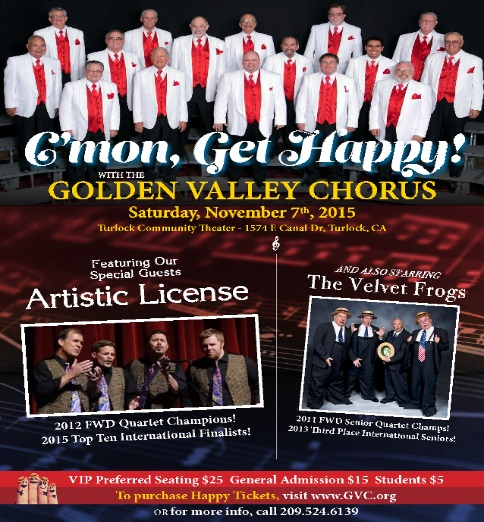 C'mon, Get Happy!
WITH THE
GOLDEN VALLEY CHORUS
Saturday, November 7th, 2015
Turlock Community Theater - 1574 E Canal Dr, Turlock, CA
Featuring Our
Special Guests
Artistic License
2012 FWD Quartet Champions!
2015 Top Ten International Finalists!
AND ALSO STARRING
The Velvet Frogs
2011 FWD Senior Quartet Champs!
2013 Third Place International Seniors!
VIP Preferred Seating $25 General Admission $15 Students $5
To purchase Happy Tickets, visit www.GVC.org
OR for more info, call 209.524.6139